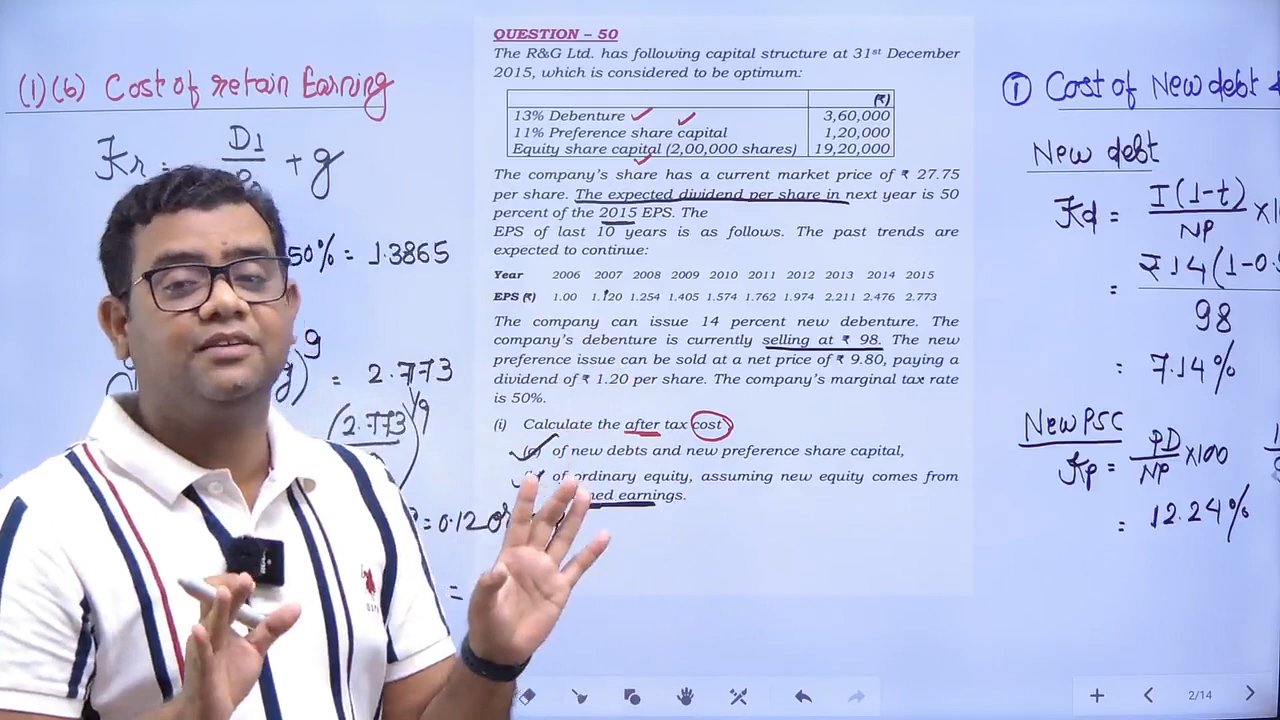 (1)(b) Cost of retain Earning
Kr = D1 + g
50% = 1.3865
9
g) = 2.773
(2.773)1/9
= 0.12 or
=
QUESTION – 50
The R&G Ltd. has following capital structure at 31st December
2015, which is considered to be optimum:
(₹)
13% Debenture 3,60,000
11% Preference share capital 1,20,000
Equity share capital (2,00,000 shares) 19,20,000
The company's share has a current market price of ₹ 27.75
per share. The expected dividend per share in next year is 50
percent of the 2015 EPS. The
EPS of last 10 years is as follows. The past trends are
expected to continue:
Year 2006 2007 2008 2009 2010 2011 2012 2013 2014 2015
EPS (₹) 1.00 1.120 1.254 1.405 1.574 1.762 1.974 2.211 2.476 2.773
The company can issue 14 percent new debenture. The
company's debenture is currently selling at ₹ 98. The new
preference issue can be sold at a net price of ₹ 9.80, paying a
dividend of ₹ 1.20 per share. The company's marginal tax rate
is 50%.
(i) Calculate the after tax cost
(a) of new debts and new preference share capital,
of ordinary equity, assuming new equity comes from
ned earnings.
① Cost of New debt
New debt
Kd = I(1-t)
NP
= ₹14(1-0.
98
: 7.14%
New PSC
Kp = PD ×100
NP
= 12.24%
2/14